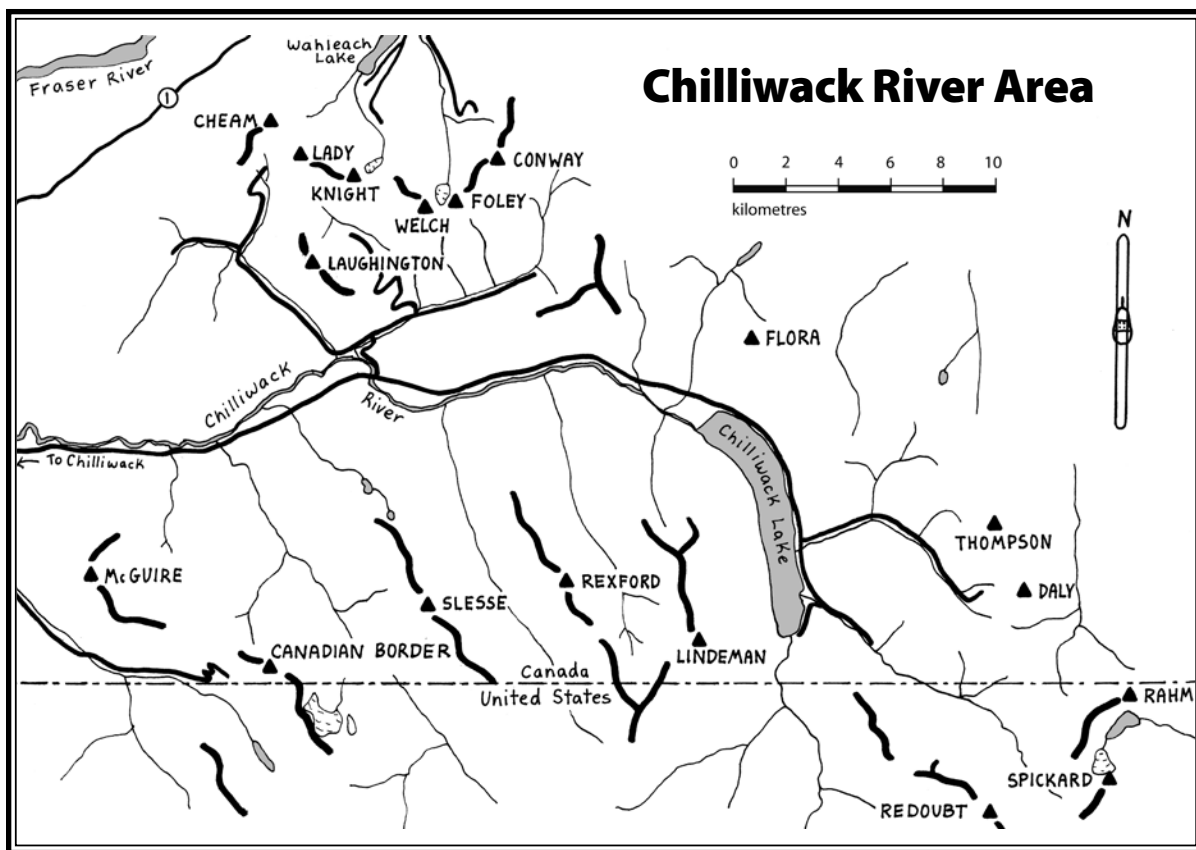 Wahleach
Lake
Fraser River
1
Chilliwack River Area
CHEAM
LADY
KNIGHT
CONWAY
FOLEY
WELCH
0 2 4 6 8 10
kilometres
N
LAUGHINGTON
FLORA
Chilliwack
River
← To Chilliwack
Chilliwack Lake
THOMPSON
McGUIRE
REXFORD
DALY
SLESSE
CANADIAN BORDER
LINDEMAN
Canada
United States
RAHM
SPICKARD
REDOUBT